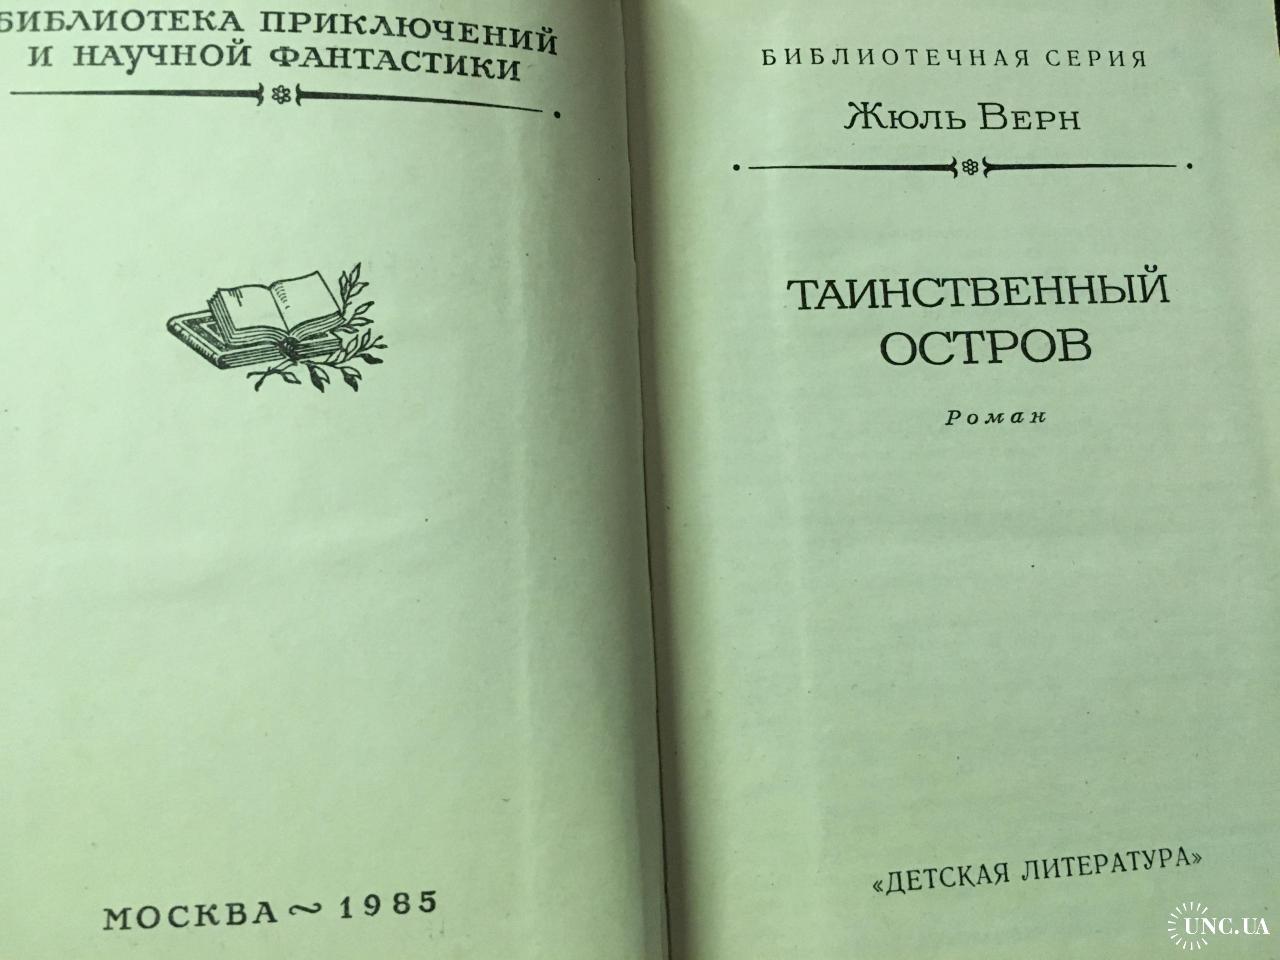 БИБЛИОТЕКА ПРИКЛЮЧЕНИЙ
И НАУЧНОЙ ФАНТАСТИКИ
МОСКВА ~ 1985
БИБЛИОТЕЧНАЯ СЕРИЯ
Жюль Верн
ТАИНСТВЕННЫЙ
ОСТРОВ
Роман
«ДЕТСКАЯ ЛИТЕРАТУРА»
UNC.UA